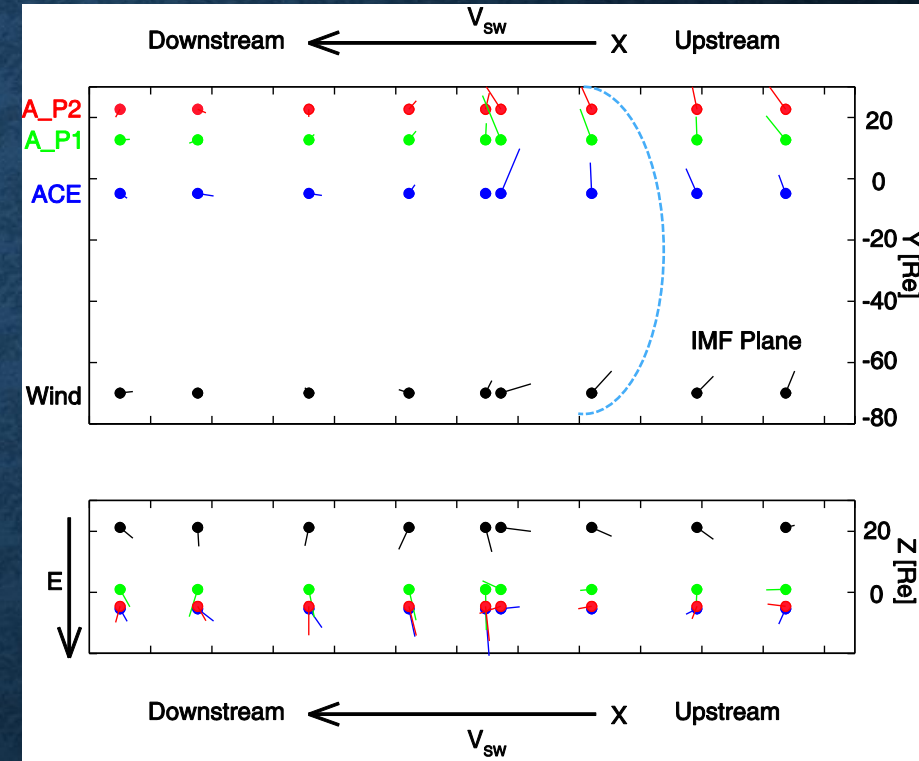 V_sw
Downstream X Upstream
A_P2
A_P1
ACE
Wind
20
0
-20
-40
-60
-80
Y [Re]
IMF Plane
E
20
0
Z [Re]
Downstream X Upstream
V_sw